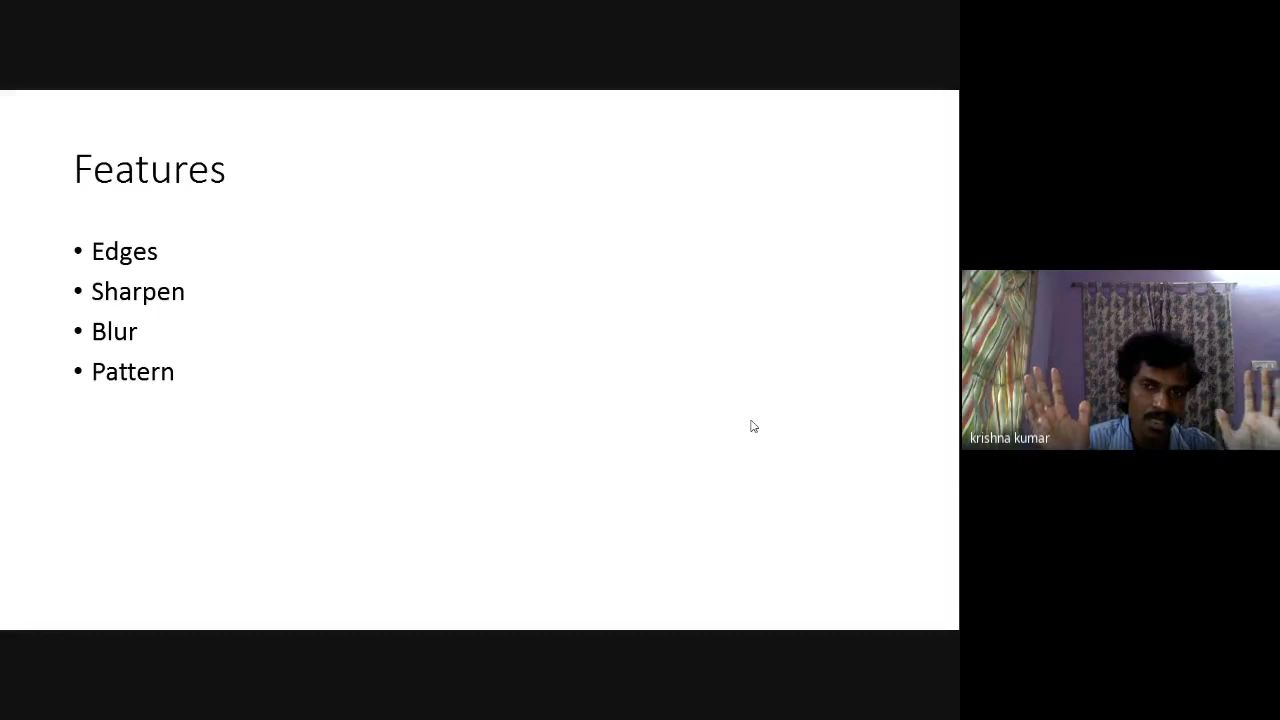 Features
• Edges
• Sharpen
• Blur
• Pattern
krishna kumar